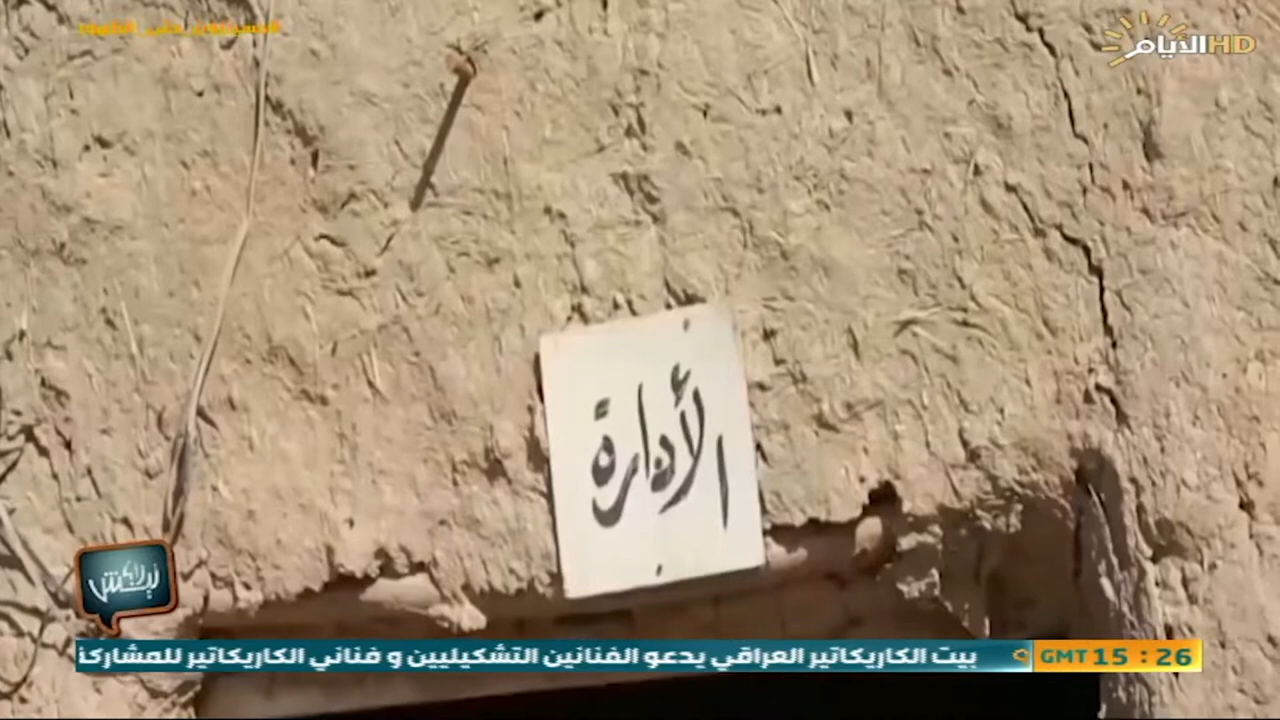 الأيام HD
الأدارة
بيت الكاريكاتير العراقي يدعو الفنانين التشكيليين و فناني الكاريكاتير للمشاركة
GMT 15 : 26